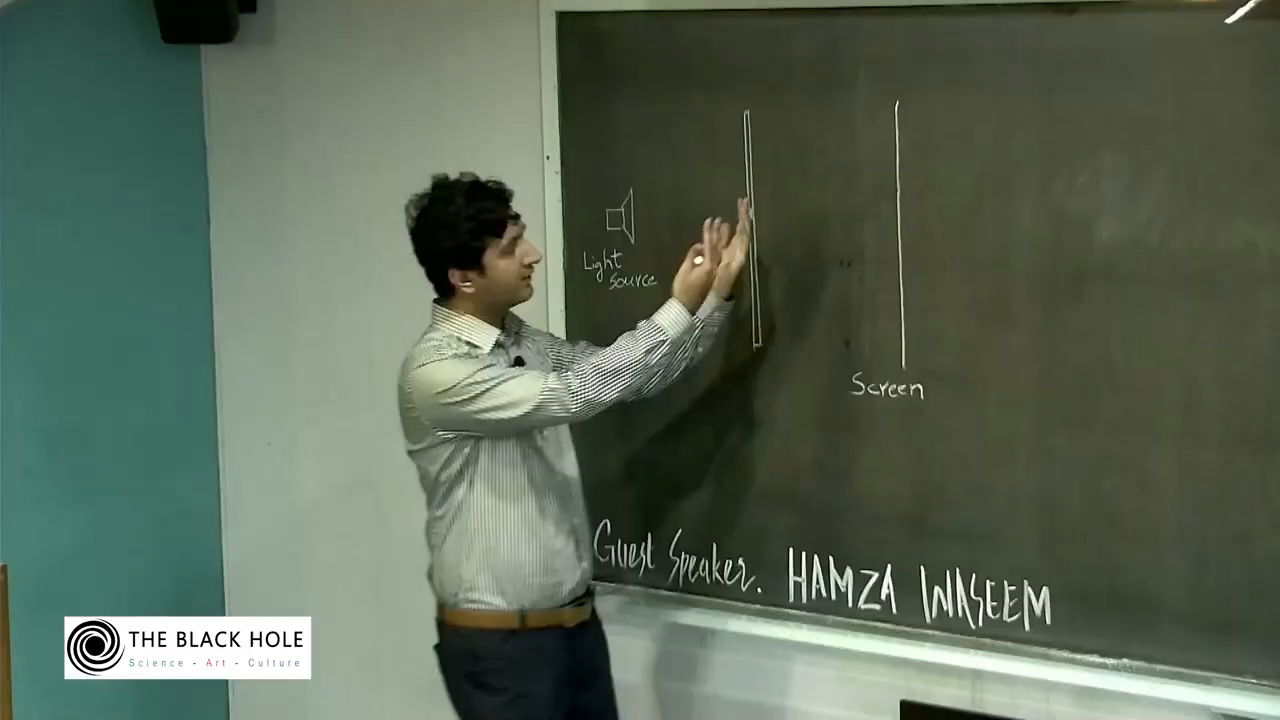 Light
Source
Screen
Guest Speaker. HAMZA WASEEM
THE BLACK HOLE
Science - Art - Culture